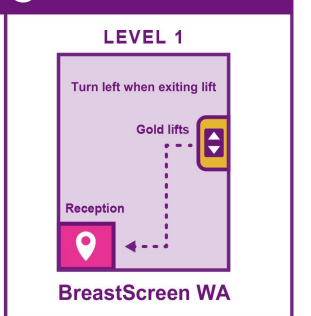 LEVEL 1
Turn left when exiting lift
Gold lifts
Reception
BreastScreen WA